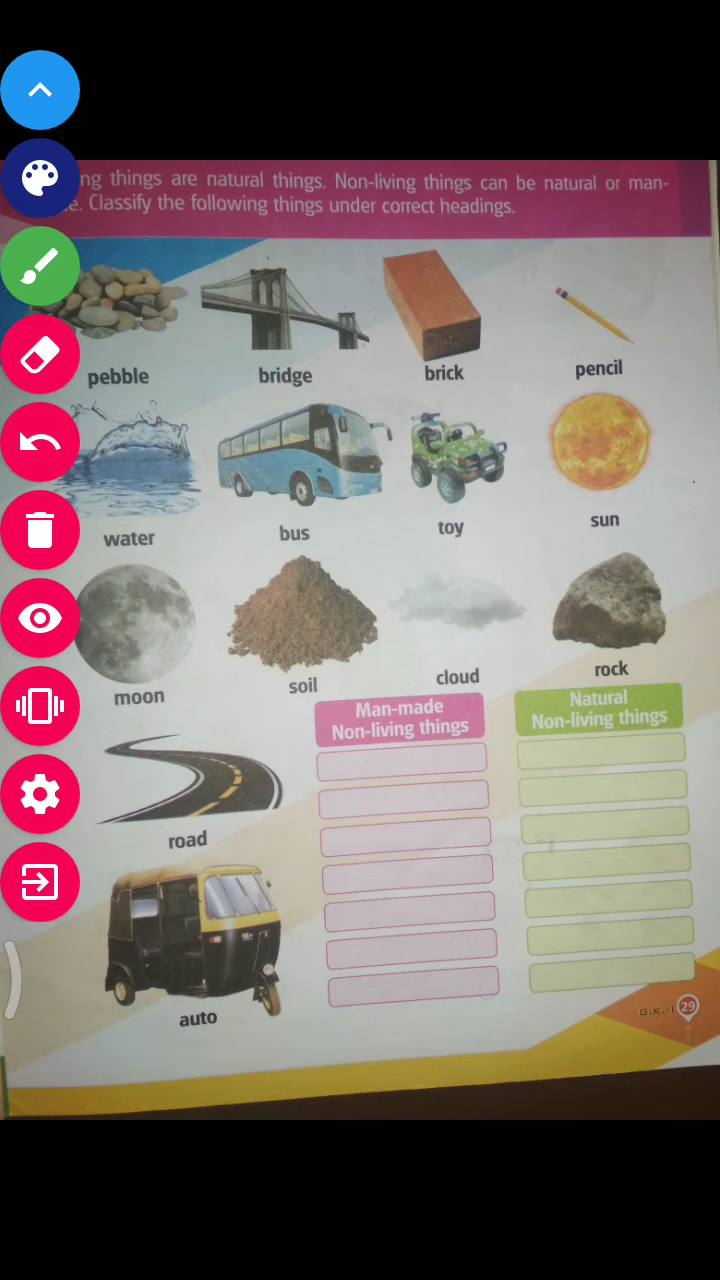 ng things are natural things. Non-living things can be natural or man-
e. Classify the following things under correct headings.
pebble
bridge
brick
pencil
water
bus
toy
sun
moon
soil
cloud
rock
Man-made
Non-living things
Natural
Non-living things
road
auto
G.K.-1 29